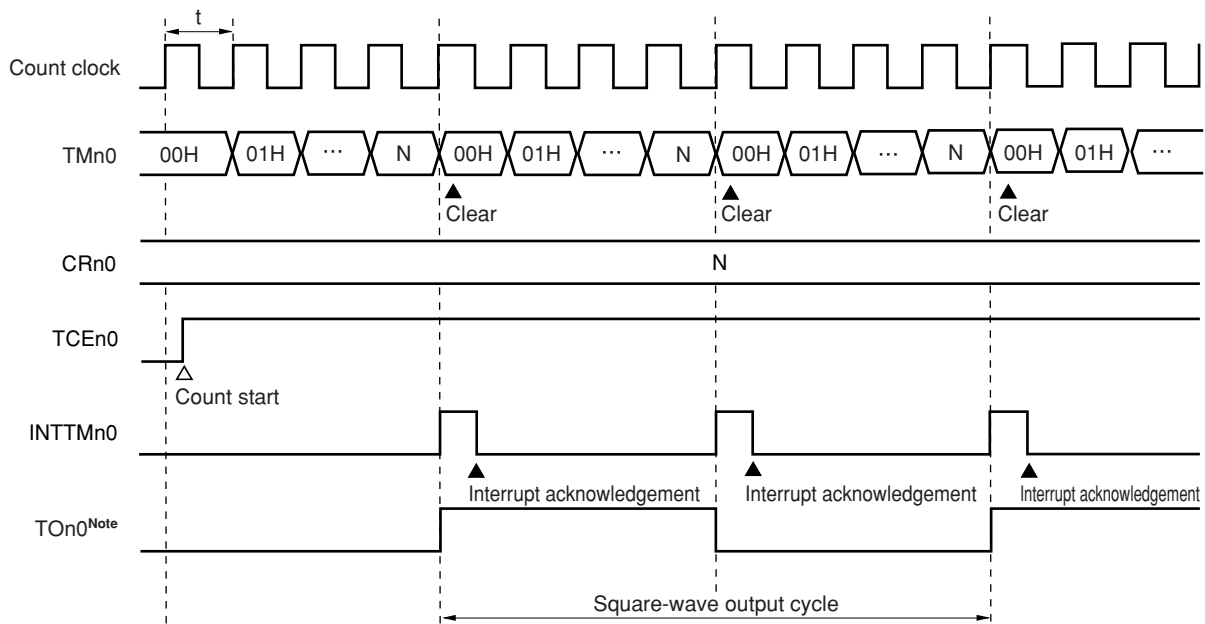 t
Count clock
TMn0 00H 01H ... N 00H 01H ... N 00H 01H ... N 00H 01H ...
Clear Clear Clear
CRn0 N
TCEn0
Count start
INTTMn0
Interrupt acknowledgement Interrupt acknowledgement Interrupt acknowledgement
TOn0Note
Square-wave output cycle